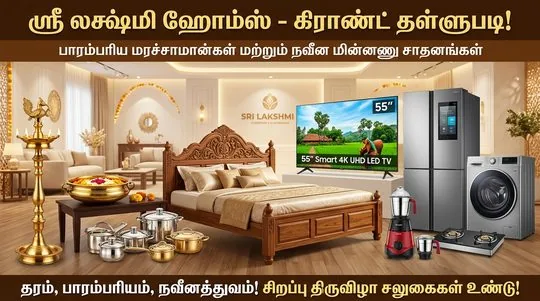 ஸ்ரீ லக்ஷ்மி ஹோம்ஸ் - கிராண்ட் தள்ளுபடி!
பாரம்பரிய மரச்சாமான்கள் மற்றும் நவீன மின்னணு சாதனங்கள்
SRI LAKSHMI
55"
55" Smart 4K UHD LED TV
தரம், பாரம்பரியம், நவீனத்துவம்! சிறப்பு திருவிழா சலுகைகள் உண்டு!